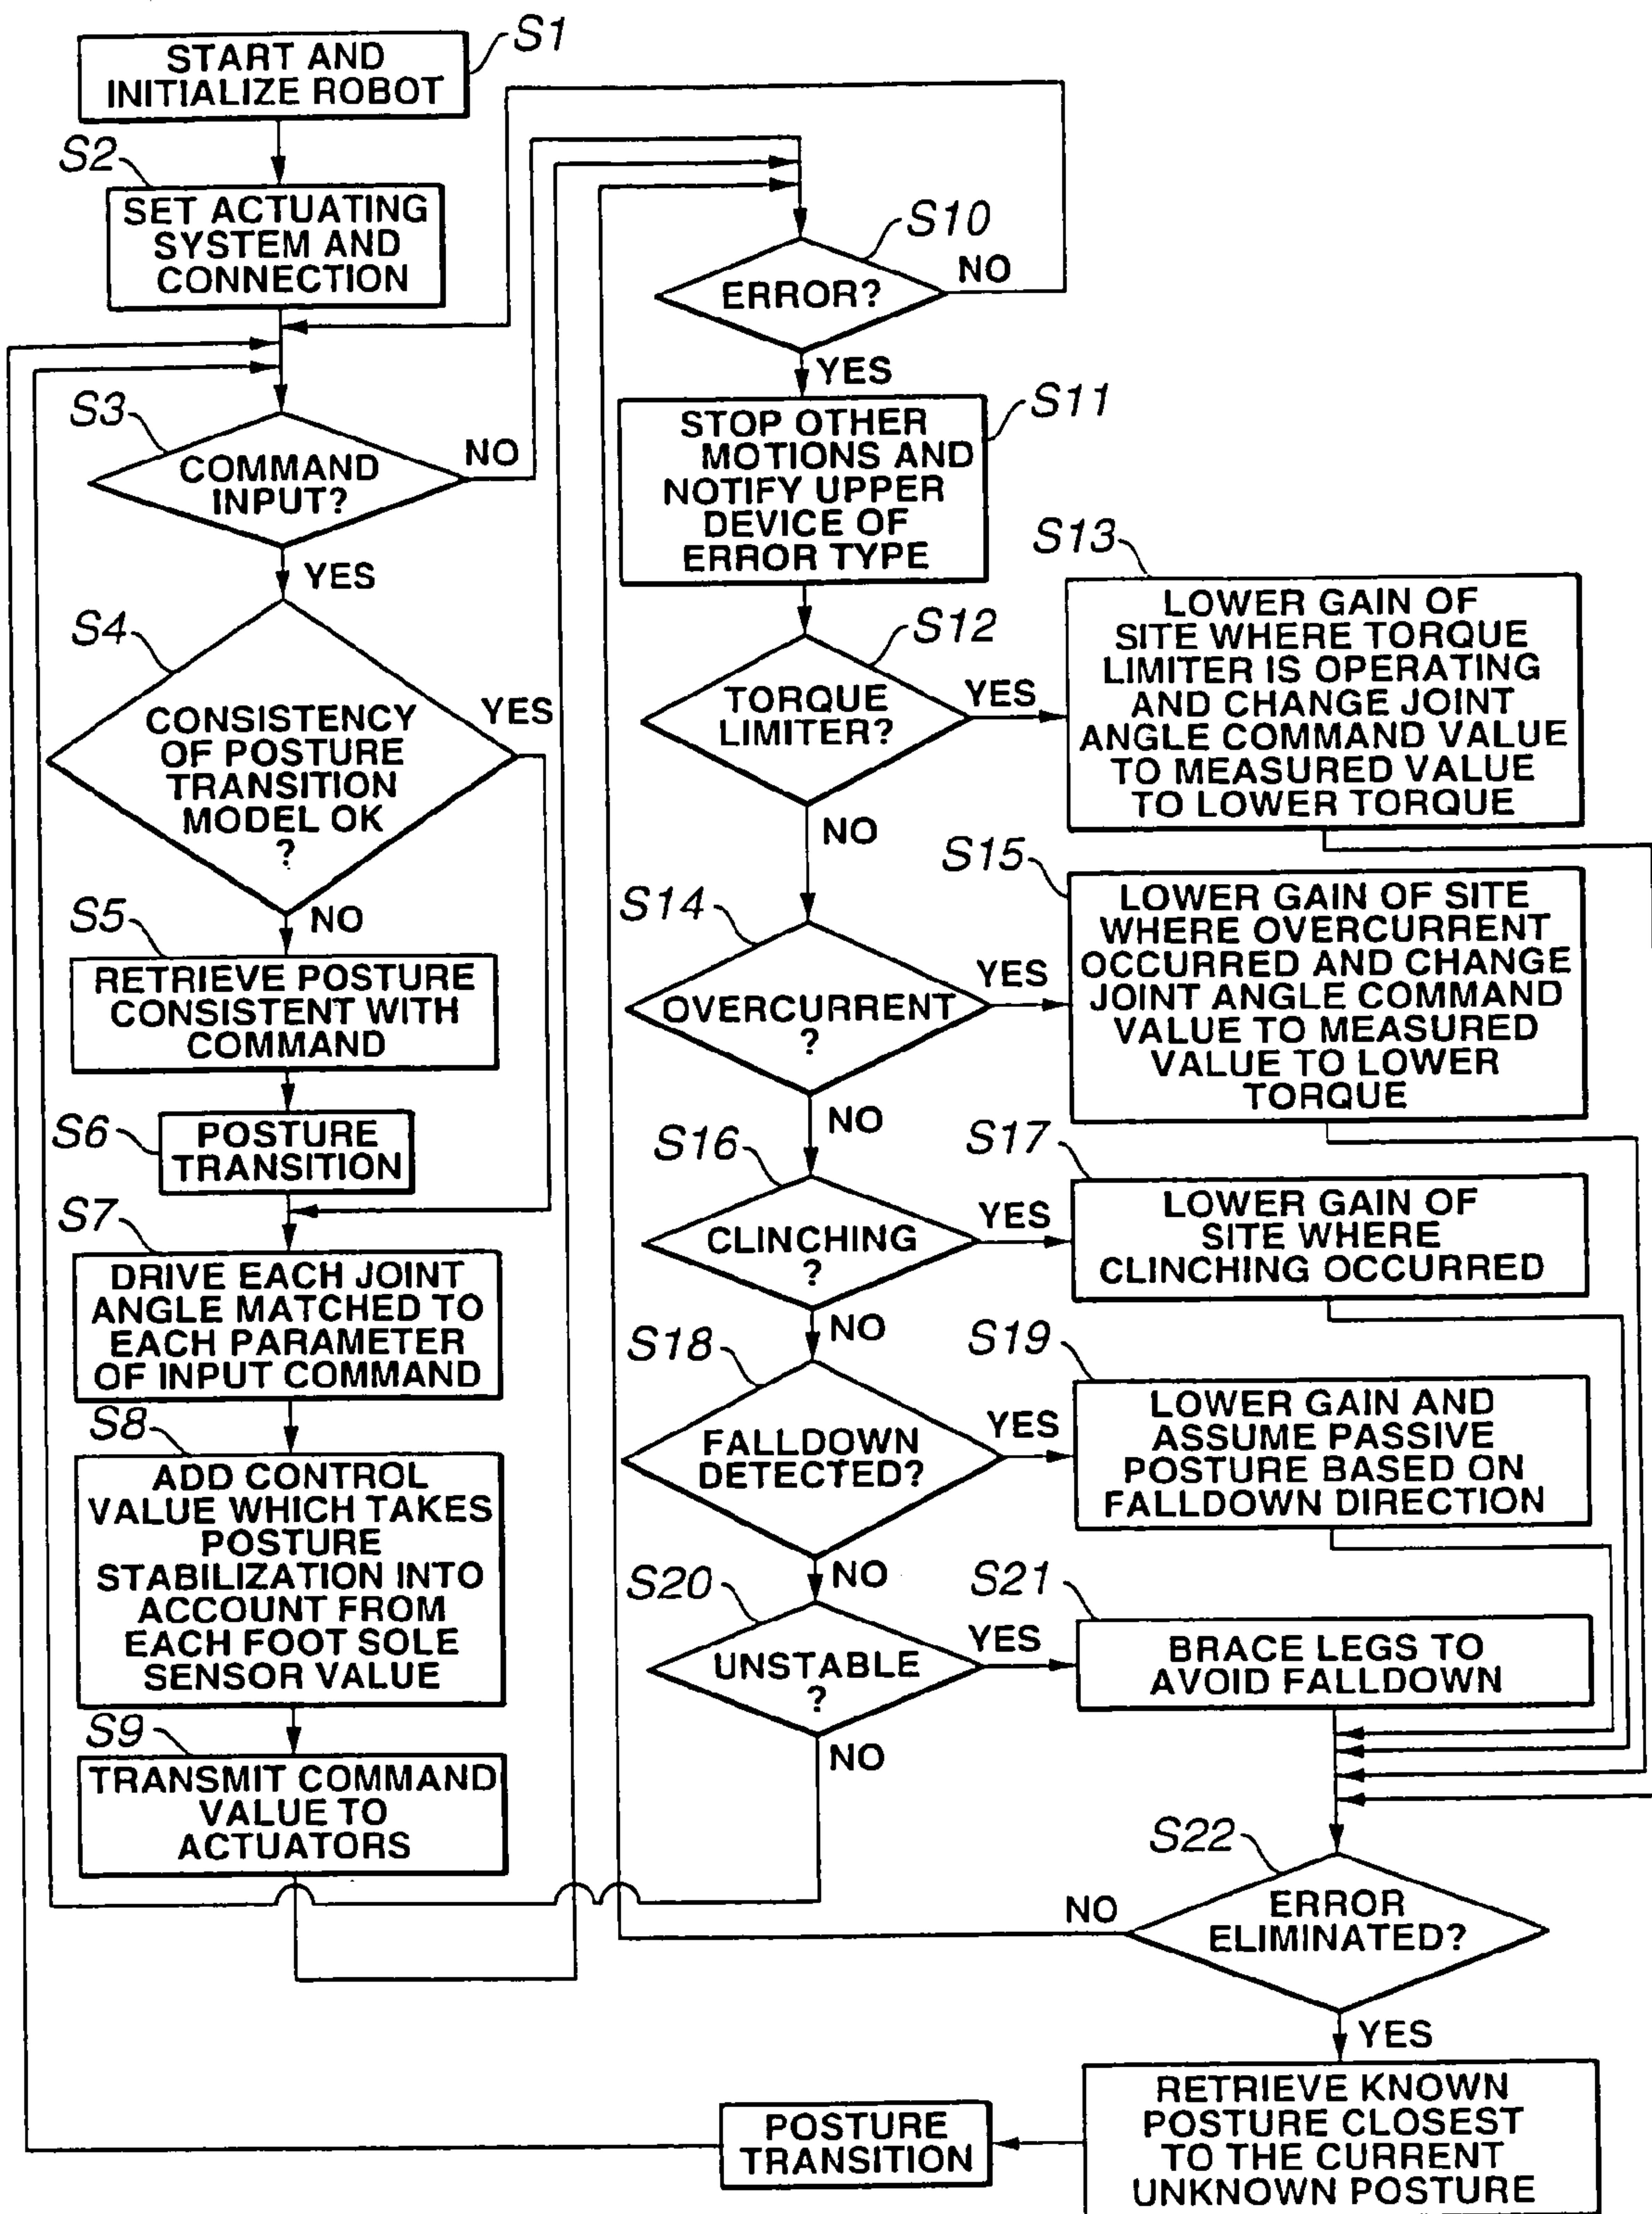 S1
START AND
INITIALIZE ROBOT
S2
SET ACTUATING
SYSTEM AND
CONNECTION
S3
COMMAND
INPUT?
NO
YES
S4
CONSISTENCY
OF POSTURE
TRANSITION
MODEL OK
?
YES
NO
S5
RETRIEVE POSTURE
CONSISTENT WITH
COMMAND
S6
POSTURE
TRANSITION
S7
DRIVE EACH JOINT
ANGLE MATCHED TO
EACH PARAMETER
OF INPUT COMMAND
S8
ADD CONTROL
VALUE WHICH TAKES
POSTURE
STABILIZATION INTO
ACCOUNT FROM
EACH FOOT SOLE
SENSOR VALUE
S9
TRANSMIT COMMAND
VALUE TO
ACTUATORS
S10
ERROR?
NO
YES
S11
STOP OTHER
MOTIONS AND
NOTIFY UPPER
DEVICE OF
ERROR TYPE
S12
TORQUE
LIMITER?
YES
NO
S13
LOWER GAIN OF
SITE WHERE TORQUE
LIMITER IS OPERATING
AND CHANGE JOINT
ANGLE COMMAND VALUE
TO MEASURED VALUE
TO LOWER TORQUE
S14
OVERCURRENT
?
YES
NO
S15
LOWER GAIN OF SITE
WHERE OVERCURRENT
OCCURRED AND CHANGE
JOINT ANGLE COMMAND
VALUE TO MEASURED
VALUE TO LOWER
TORQUE
S16
CLINCHING
?
YES
NO
S17
LOWER GAIN OF
SITE WHERE
CLINCHING OCCURRED
S18
FALLDOWN
DETECTED?
YES
NO
S19
LOWER GAIN AND
ASSUME PASSIVE
POSTURE BASED ON
FALLDOWN DIRECTION
S20
UNSTABLE
?
YES
NO
S21
BRACE LEGS TO
AVOID FALLDOWN
S22
ERROR
ELIMINATED?
NO
YES
RETRIEVE KNOWN
POSTURE CLOSEST
TO THE CURRENT
UNKNOWN POSTURE
POSTURE
TRANSITION